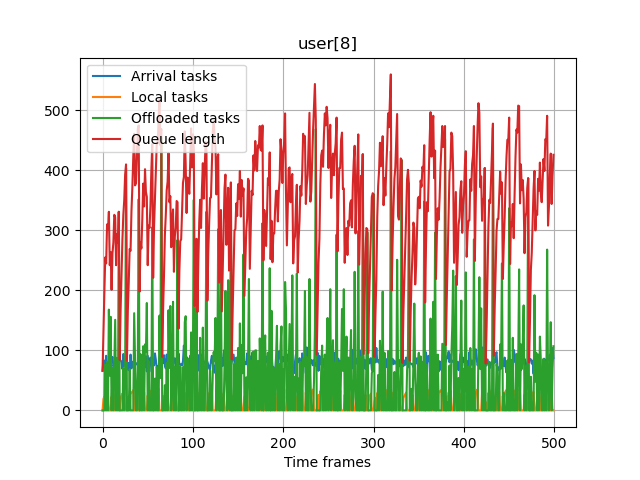 user[8]
Arrival tasks
Local tasks
Offloaded tasks
Queue length
500
400
300
200
100
0
0 100 200 300 400 500
Time frames